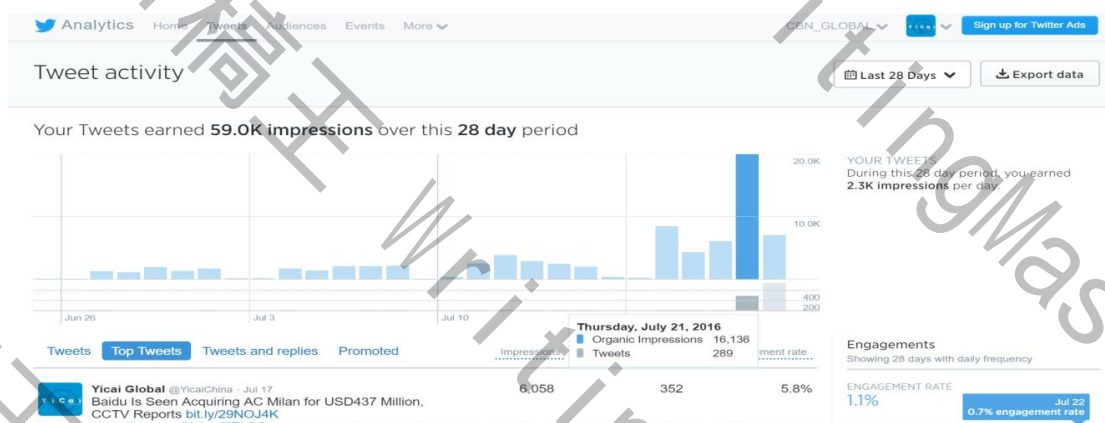 Analytics Home Tweets Audiences Events More CBN_GLOBAL YiCai Sign up for Twitter Ads
Tweet activity
Last 28 Days Export data
Your Tweets earned 59.0K impressions over this 28 day period
20.0K
10.0K
400
200
Jun 26 Jul 3 Jul 10
YOUR TWEETS
During this 28 day period, you earned
2.3K impressions per day.
Thursday, July 21, 2016
Organic Impressions 16,136
Tweets 289
Tweets Top Tweets Tweets and replies Promoted Impressions ment rate
YiCai
Yicai Global @YicaiChina · Jul 17 6,058 352 5.8%
Baidu Is Seen Acquiring AC Milan for USD437 Million,
CCTV Reports bit.ly/29NOJ4K
Engagements
Showing 28 days with daily frequency
ENGAGEMENT RATE
1.1%
Jul 22
0.7% engagement rate
WritingMas
Writin